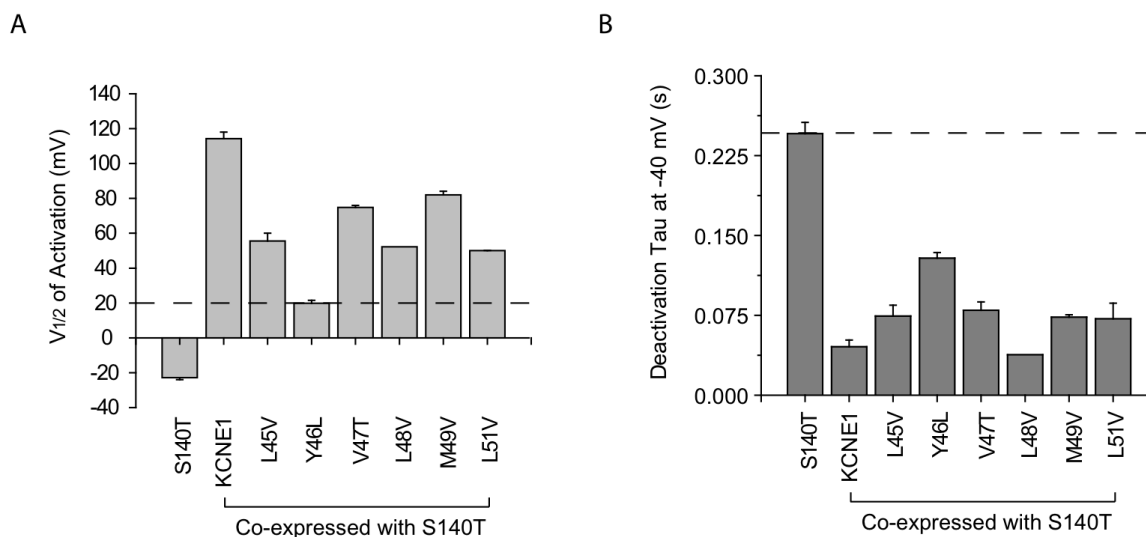 A
V1/2 of Activation (mV)
140
120
100
80
60
40
20
0
-20
-40
S140T
KCNE1
L45V
Y46L
V47T
L48V
M49V
L51V
Co-expressed with S140T
B
Deactivation Tau at -40 mV (s)
0.300
0.225
0.150
0.075
0.000
S140T
KCNE1
L45V
Y46L
V47T
L48V
M49V
L51V
Co-expressed with S140T